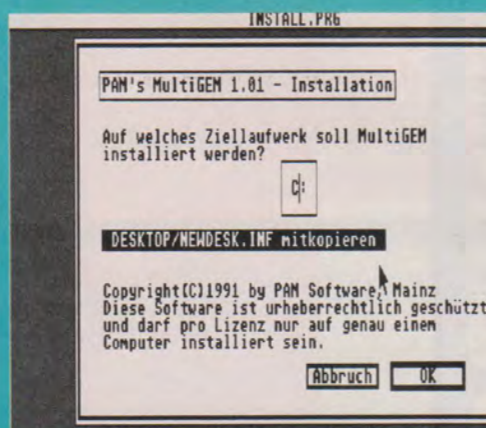 INSTALL.PRG
PAM's MultiGEM 1.01 - Installation
Auf welches Ziellaufwerk soll MultiGEM
installiert werden?
C:
DESKTOP/NEWDESK.INF mitkopieren
Copyright(C)1991 by PAM Software, Mainz
Diese Software ist urheberrechtlich geschützt
und darf pro Lizenz nur auf genau einem
Computer installiert sein.
Abbruch
OK